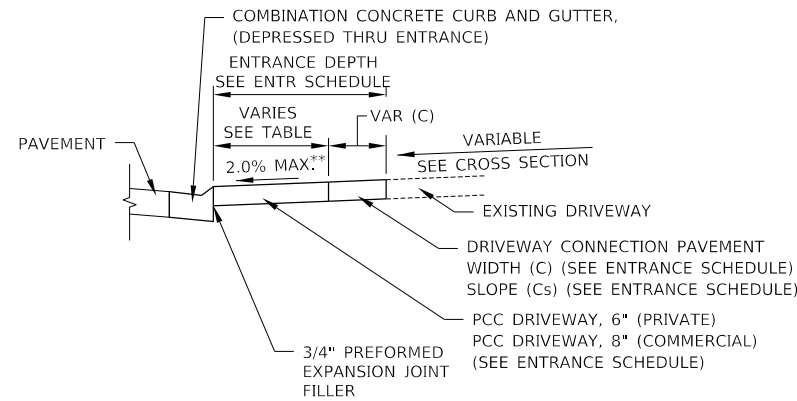 COMBINATION CONCRETE CURB AND GUTTER,
(DEPRESSED THRU ENTRANCE)
ENTRANCE DEPTH
SEE ENTR SCHEDULE
VARIES
SEE TABLE
VAR (C)
PAVEMENT
VARIABLE
SEE CROSS SECTION
2.0% MAX.**
EXISTING DRIVEWAY
DRIVEWAY CONNECTION PAVEMENT
WIDTH (C) (SEE ENTRANCE SCHEDULE)
SLOPE (Cs) (SEE ENTRANCE SCHEDULE)
PCC DRIVEWAY, 6" (PRIVATE)
PCC DRIVEWAY, 8" (COMMERCIAL)
(SEE ENTRANCE SCHEDULE)
3/4" PREFORMED
EXPANSION JOINT
FILLER